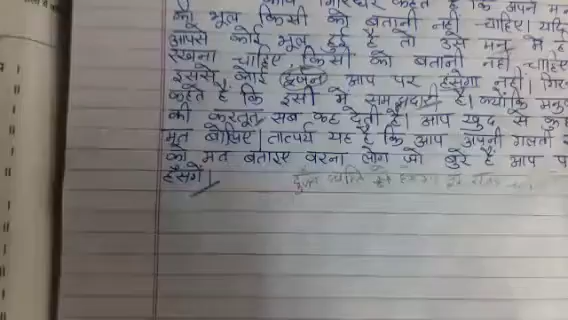 कवि गिरिधर कहते है कि अपने मन
की भूल किसी को बतानी नहीं चाहिए। यदि
आपसे कोई भूल हुई है तो उसे मन में ही
रखना चाहिए, किसी को बतानी नहीं चाहिए
इससे कोई दुर्जन आप पर हंसेगा नहीं। गिर
कहते है कि इसी में समझदारी है। क्योंकि मनुष्
की करतूत सब कह देती है। आप खुद से कुछ
मत बोलिए। तात्पर्य यह है कि आप अपनी गलती
को मत बताइए वरना लोग जो बुरे हैं आप प
हँसेगें।